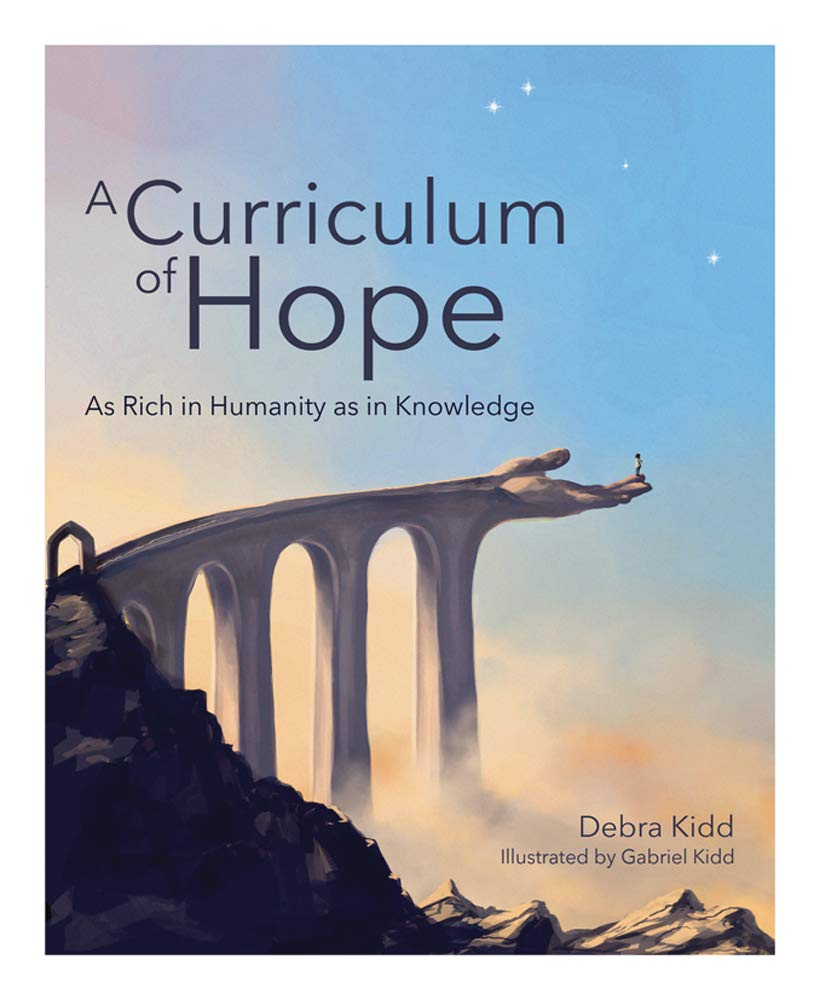 A Curriculum
of Hope
As Rich in Humanity as in Knowledge
Debra Kidd
Illustrated by Gabriel Kidd